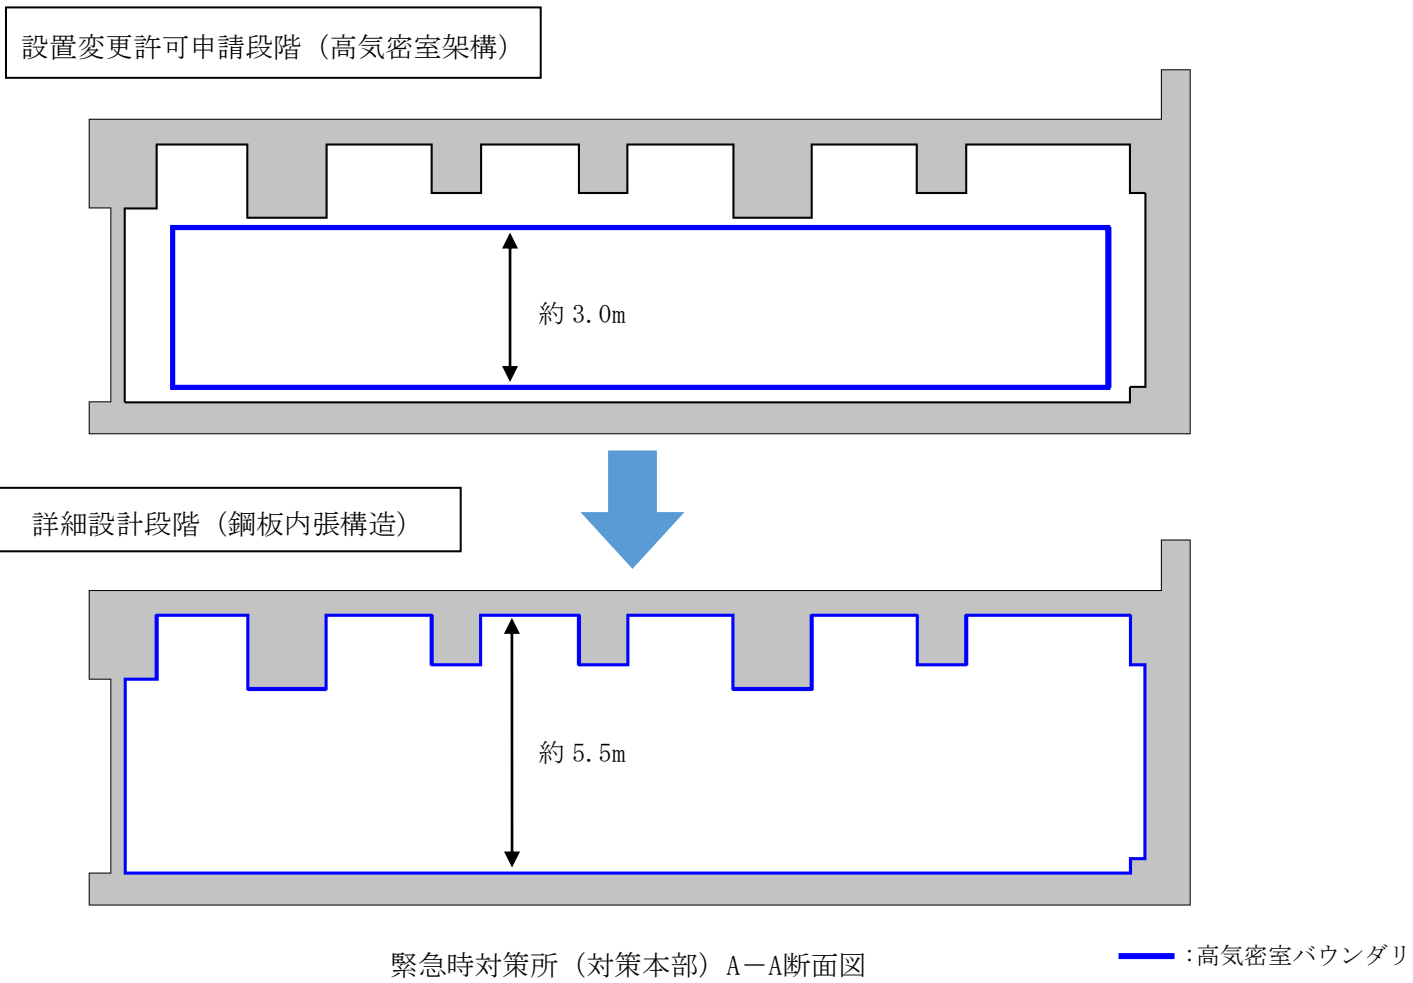 設置変更許可申請段階（高気密室架構）
約 3.0m
詳細設計段階（鋼板内張構造）
約 5.5m
緊急時対策所（対策本部）A－A断面図
：高気密室バウンダリ